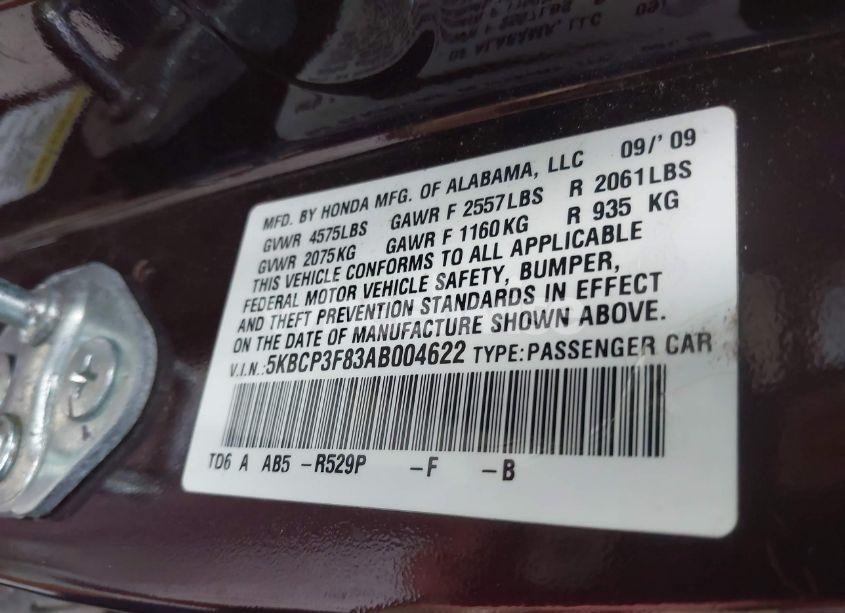 MFD. BY HONDA MFG. OF ALABAMA, LLC 09/'09
GVWR 4575LBS GAWR F 2557LBS R 2061LBS
GVWR 2075KG GAWR F 1160KG R 935 KG
THIS VEHICLE CONFORMS TO ALL APPLICABLE
FEDERAL MOTOR VEHICLE SAFETY, BUMPER,
AND THEFT PREVENTION STANDARDS IN EFFECT
ON THE DATE OF MANUFACTURE SHOWN ABOVE.
V.I.N.:5KBCP3F83AB004622 TYPE:PASSENGER CAR
TD6 A AB5 -R529P -F -B